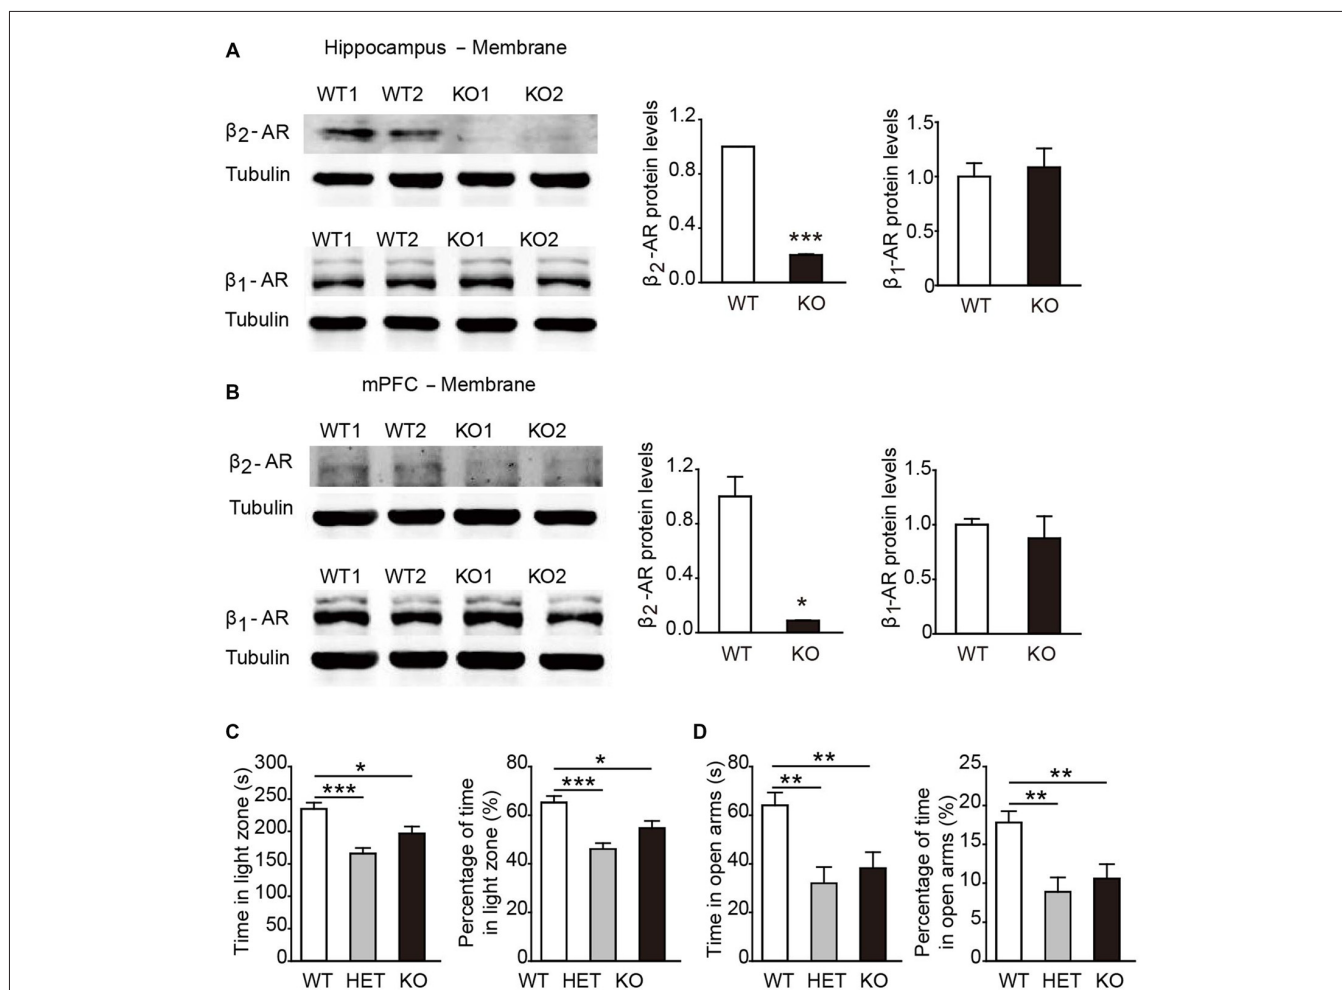 A
Hippocampus – Membrane
WT1 WT2 KO1 KO2
β2-AR
Tubulin
WT1 WT2 KO1 KO2
β1-AR
Tubulin
β2-AR protein levels
1.2
0.8
0.4
0.0
***
WT KO
β1-AR protein levels
1.5
1.0
0.5
0
WT KO
B
mPFC – Membrane
WT1 WT2 KO1 KO2
β2-AR
Tubulin
WT1 WT2 KO1 KO2
β1-AR
Tubulin
β2-AR protein levels
1.2
0.8
0.4
0.0
*
WT KO
β1-AR protein levels
1.5
1.0
0.5
0
WT KO
C
Time in light zone (s)
300
250
200
150
100
50
0
*
***
WT HET KO
Percentage of time
in light zone (%)
80
60
40
20
0
*
***
WT HET KO
D
Time in open arms (s)
80
60
40
20
0
**
**
WT HET KO
Percentage of time
in open arms (%)
25
20
15
10
5
0
**
**
WT HET KO